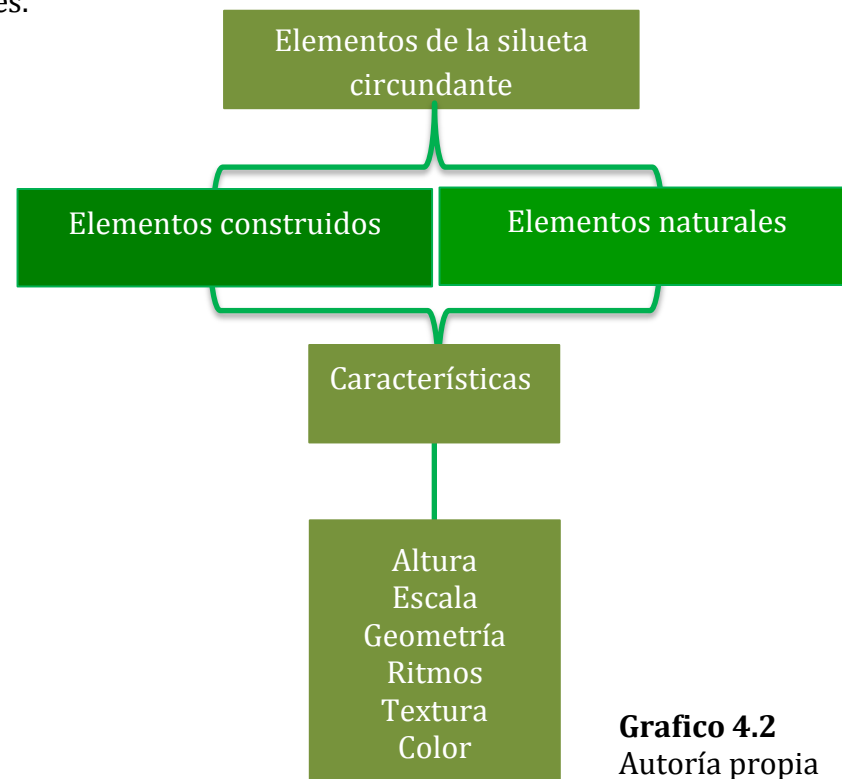 es.
Elementos de la silueta
circundante
Elementos construidos
Elementos naturales
Características
Altura
Escala
Geometría
Ritmos
Textura
Color
Grafico 4.2
Autoría propia